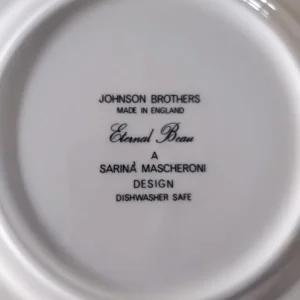 JOHNSON BROTHERS
MADE IN ENGLAND
Eternal Beau
A
SARINA MASCHERONI
DESIGN
DISHWASHER SAFE